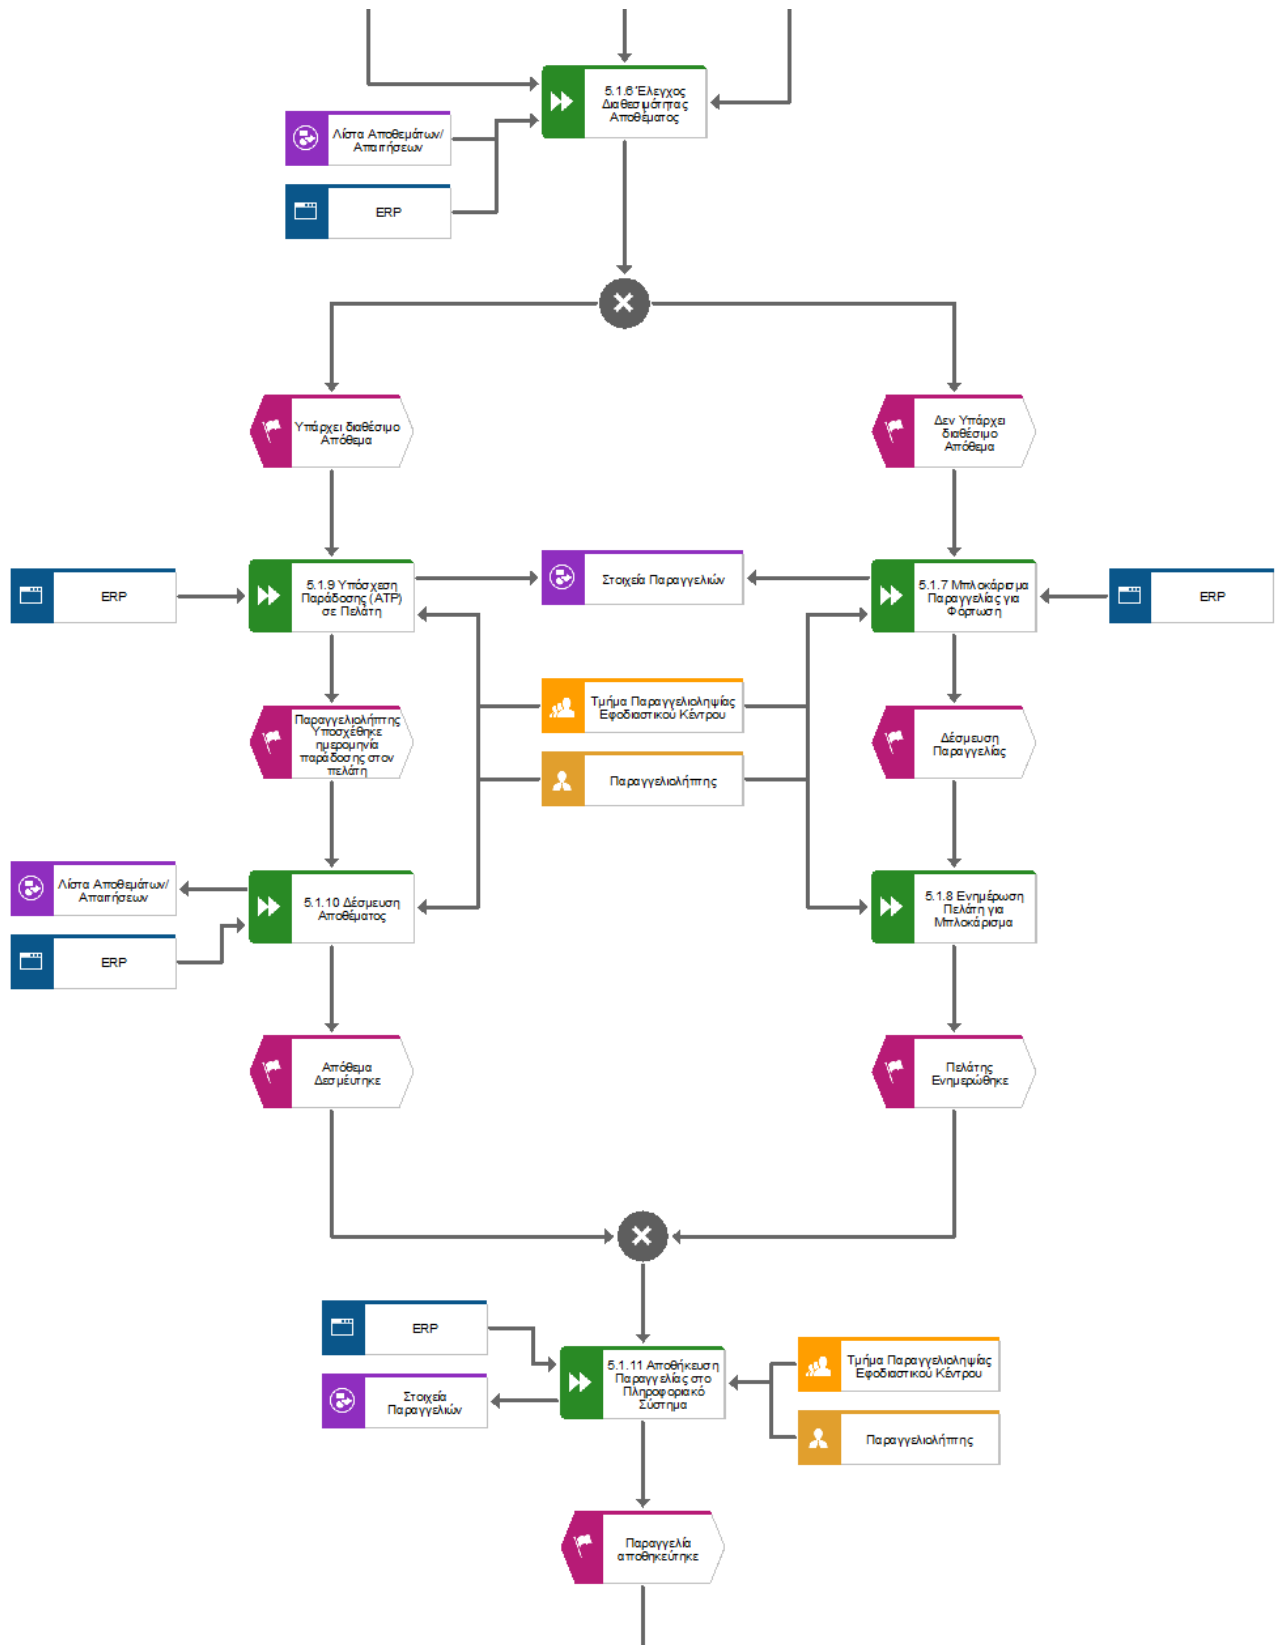 5.1.6 Έλεγχος
Διαθεσιμότητας
Αποθέματος
Λίστα Αποθεμάτων/
Απαιτήσεων
ERP
Υπάρχει διαθέσιμο
Απόθεμα
Δεν Υπάρχει
διαθέσιμο
Απόθεμα
ERP
5.1.9 Υπόσχεση
Παράδοσης (ATP)
σε Πελάτη
Στοιχεία Παραγγελιών
5.1.7 Μπλοκάρισμα
Παραγγελίας για
Φόρτωση
ERP
Παραγγελιολήπτης
Υποσχέθηκε
ημερομηνία
παράδοσης στον
πελάτη
Τμήμα Παραγγελιοληψίας
Εφοδιαστικού Κέντρου
Παραγγελιολήπτης
Δέσμευση
Παραγγελίας
Λίστα Αποθεμάτων/
Απαιτήσεων
ERP
5.1.10 Δέσμευση
Αποθέματος
5.1.8 Ενημέρωση
Πελάτη για
Μπλοκάρισμα
Απόθεμα
Δεσμεύτηκε
Πελάτης
Ενημερώθηκε
ERP
Στοιχεία
Παραγγελιών
5.1.11 Αποθήκευση
Παραγγελίας στο
Πληροφοριακό
Σύστημα
Τμήμα Παραγγελιοληψίας
Εφοδιαστικού Κέντρου
Παραγγελιολήπτης
Παραγγελία
αποθηκεύτηκε